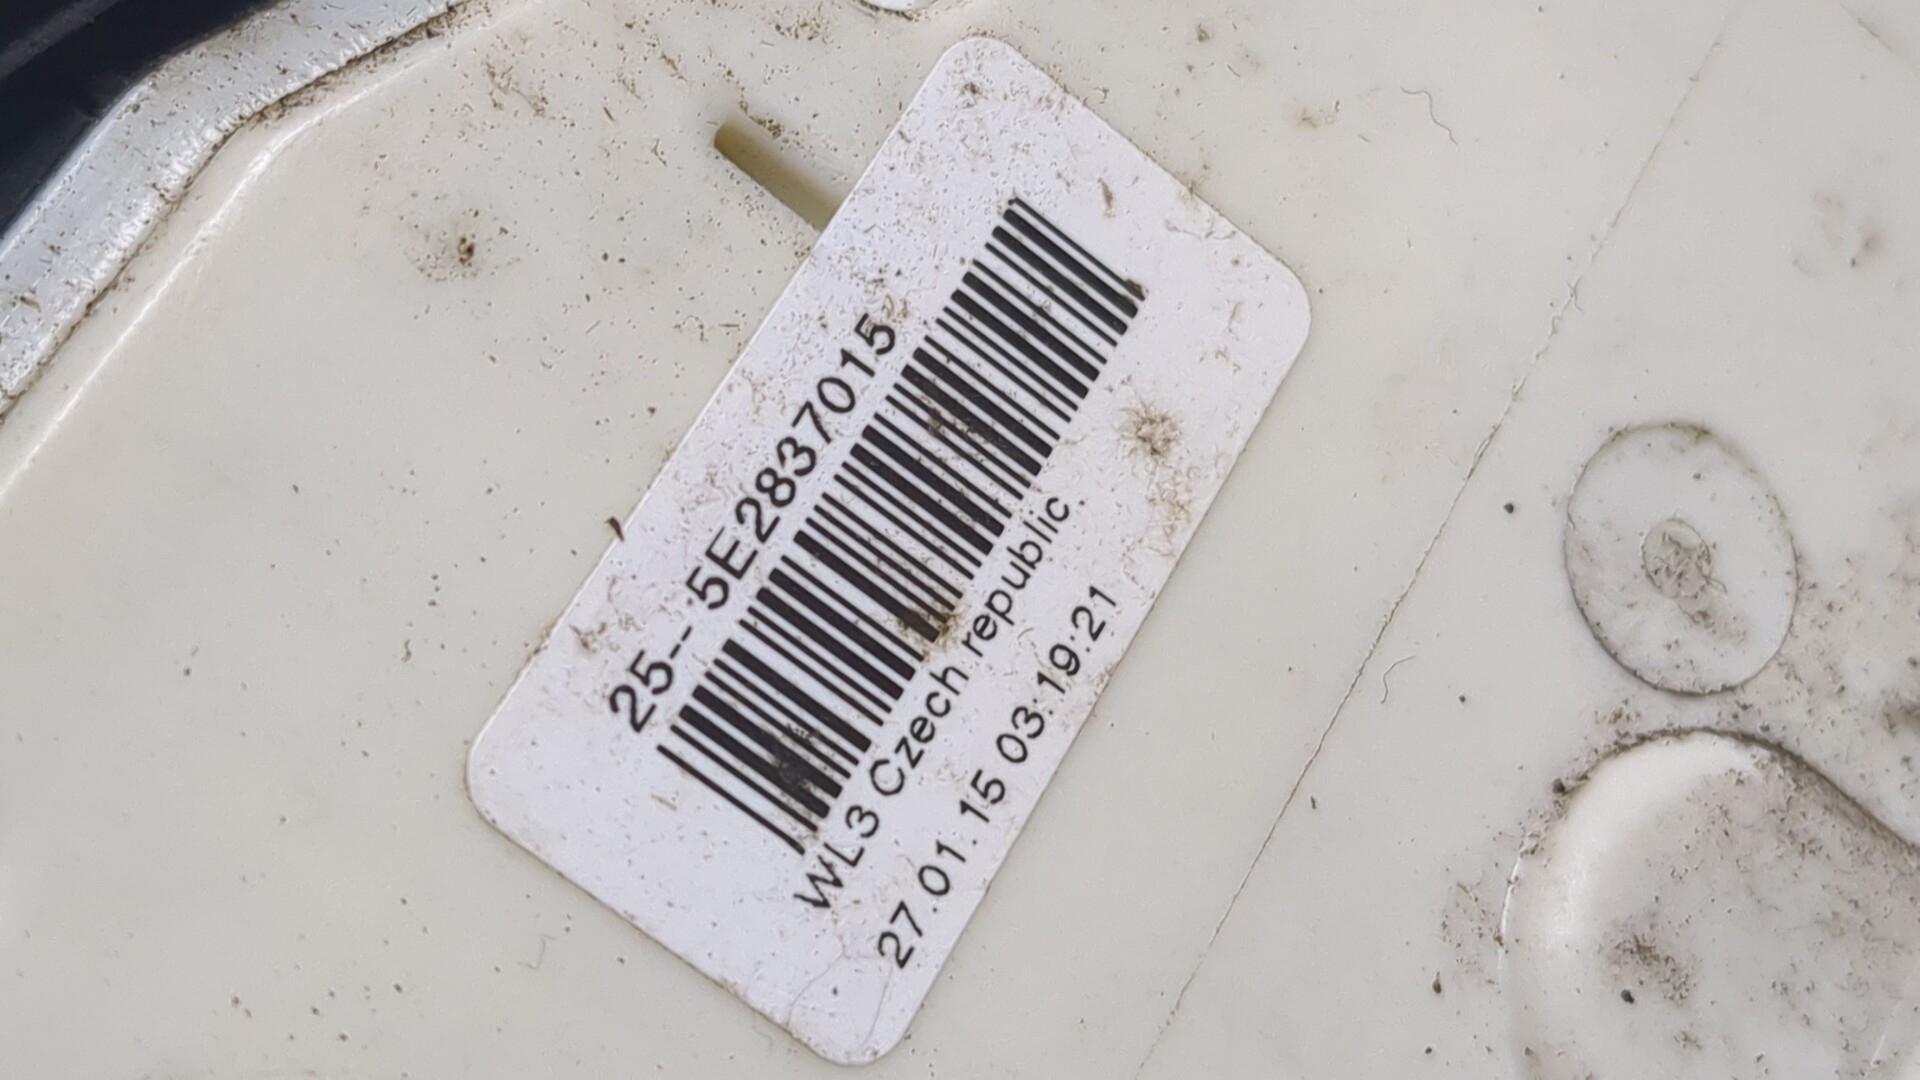 25-- 5E2837015
WL3 Czech republic
27.01.15 03:19:21